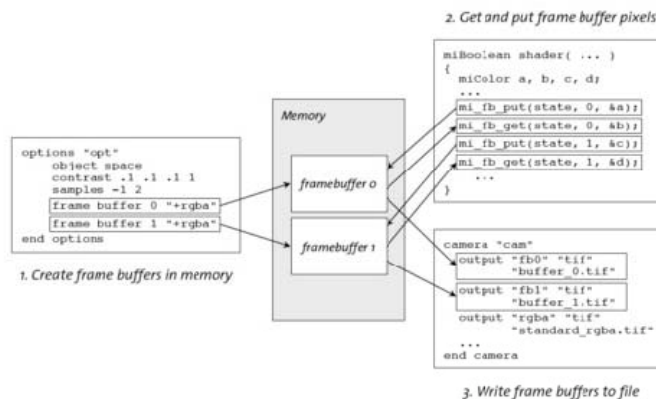 2. Get and put frame buffer pixels
miBoolean shader( ... )
{
miColor a, b, c, d;
...
mi_fb_put(state, 0, &a);
mi_fb_get(state, 0, &b);
mi_fb_put(state, 1, &c);
mi_fb_get(state, 1, &d);
...
}
Memory
framebuffer 0
framebuffer 1
options "opt"
object space
contrast .1 .1 .1 1
samples -1 2
frame buffer 0 "+rgba"
frame buffer 1 "+rgba"
end options
1. Create frame buffers in memory
camera "cam"
output "fb0" "tif"
"buffer_0.tif"
output "fb1" "tif"
"buffer_1.tif"
output "rgba" "tif"
"standard_rgba.tif"
...
end camera
3. Write frame buffers to file